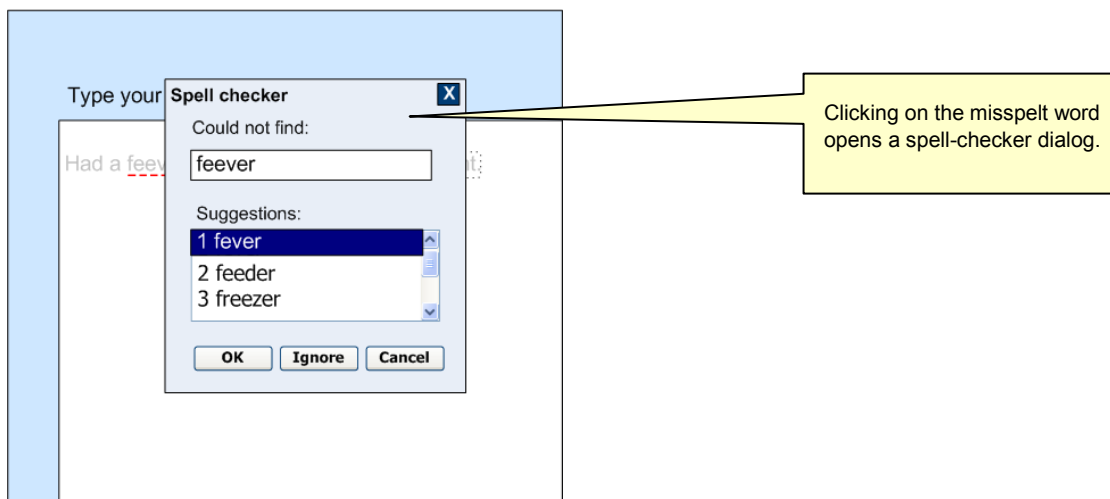 Type your
Spell checker
X
Could not find:
Had a feev
feever
nt.
Suggestions:
1 fever
2 feeder
3 freezer
OK Ignore Cancel
Clicking on the misspelt word
opens a spell-checker dialog.